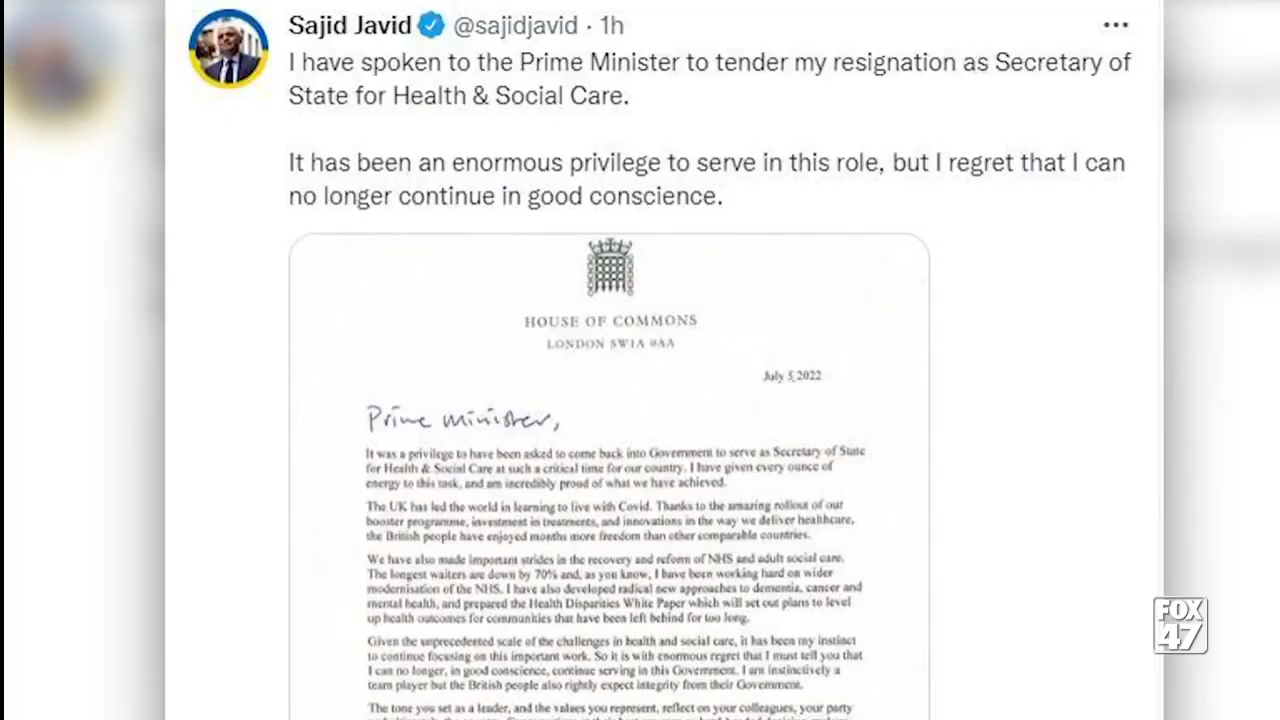 Sajid Javid @sajidjavid · 1h
I have spoken to the Prime Minister to tender my resignation as Secretary of
State for Health & Social Care.
It has been an enormous privilege to serve in this role, but I regret that I can
no longer continue in good conscience.
HOUSE OF COMMONS
LONDON SW1A 0AA
July 5, 2022
Prime Minister,
It was a privilege to have been asked to come back into Government to serve as Secretary of State
for Health & Social Care at such a critical time for our country. I have given every ounce of
energy to this task, and am incredibly proud of what we have achieved.
The UK has led the world in learning to live with Covid. Thanks to the amazing rollout of our
booster programme, investment in treatments, and innovations in the way we deliver healthcare,
the British people have enjoyed months more freedom than other comparable countries.
We have also made important strides in the recovery and reform of NHS and adult social care.
The longest waiters are down by 70% and, as you know, I have been working hard on wider
modernisation of the NHS. I have also developed radical new approaches to dementia, cancer and
mental health, and prepared the Health Disparities White Paper which will set out plans to level
up health outcomes for communities that have been left behind for too long.
Given the unprecedented scale of the challenges in health and social care, it has been my instinct
to continue focusing on this important work. So it is with enormous regret that I must tell you that
I can no longer, in good conscience, continue serving in this Government. I am instinctively a
team player but the British people also rightly expect integrity from their Government.
The tone you set as a leader, and the values you represent, reflect on your colleagues, your party
FOX
47